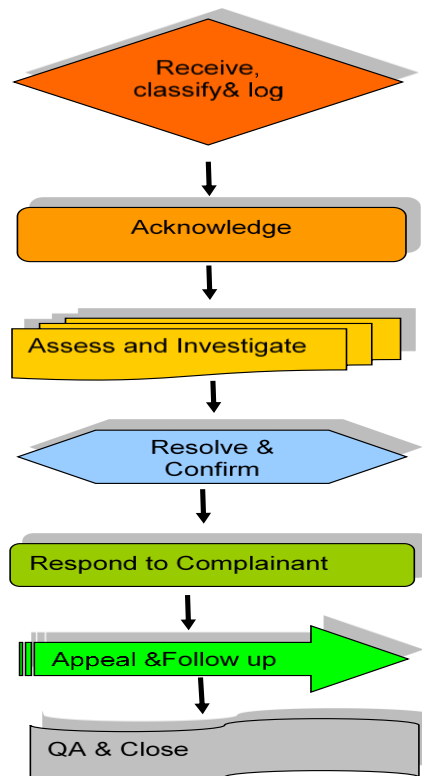 Receive,
classify& log
Acknowledge
Assess and Investigate
Resolve &
Confirm
Respond to Complainant
Appeal &Follow up
QA & Close